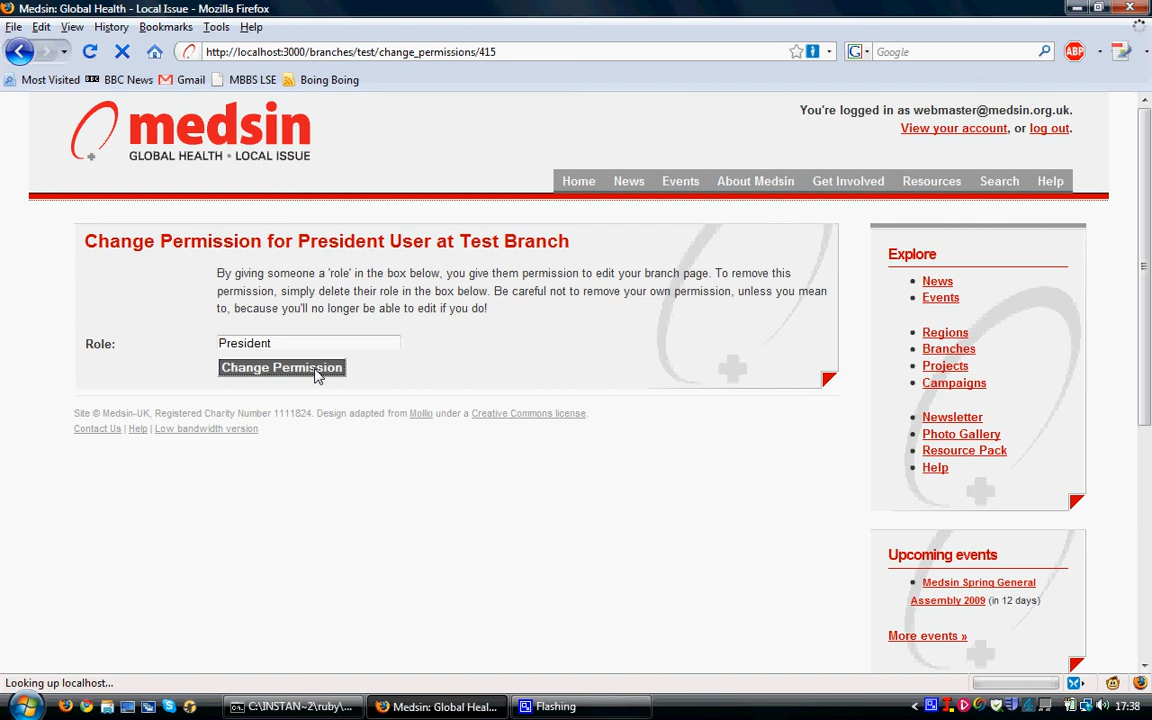 Medsin: Global Health - Local Issue - Mozilla Firefox
File Edit View History Bookmarks Tools Help
http://localhost:3000/branches/test/change_permissions/415
G Google
ABP
Most Visited BBC News Gmail MBBS LSE Boing Boing
medsin
GLOBAL HEALTH • LOCAL ISSUE
You're logged in as webmaster@medsin.org.uk.
View your account, or log out.
Home News Events About Medsin Get Involved Resources Search Help
Change Permission for President User at Test Branch
By giving someone a 'role' in the box below, you give them permission to edit your branch page. To remove this
permission, simply delete their role in the box below. Be careful not to remove your own permission, unless you mean
to, because you'll no longer be able to edit if you do!
Role: President
Change Permission
Site © Medsin-UK, Registered Charity Number 1111824. Design adapted from Mollio under a Creative Commons license.
Contact Us | Help | Low bandwidth version
Explore
News
Events
Regions
Branches
Projects
Campaigns
Newsletter
Photo Gallery
Resource Pack
Help
Upcoming events
Medsin Spring General
Assembly 2009 (in 12 days)
More events »
Looking up localhost...
C:\INSTAN~2\ruby\... Medsin: Global Heal... Flashing
17:38